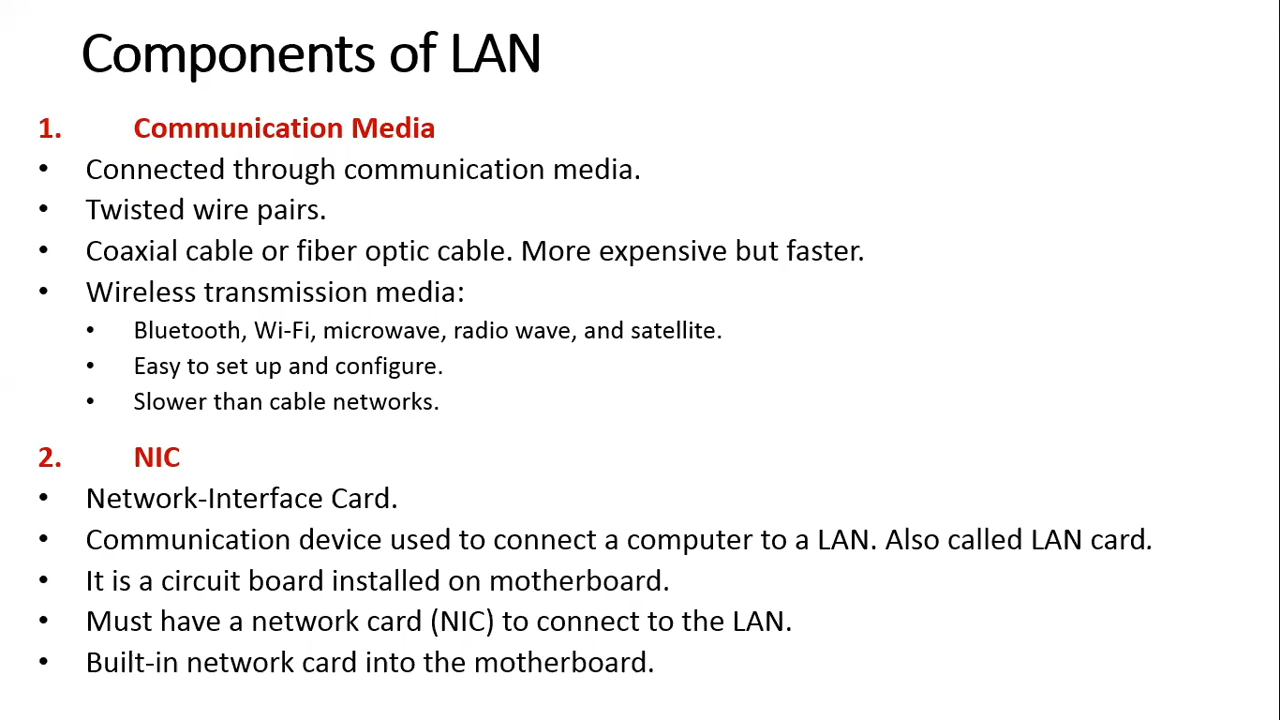 Components of LAN
1. Communication Media
• Connected through communication media.
• Twisted wire pairs.
• Coaxial cable or fiber optic cable. More expensive but faster.
• Wireless transmission media:
• Bluetooth, Wi-Fi, microwave, radio wave, and satellite.
• Easy to set up and configure.
• Slower than cable networks.
2. NIC
• Network-Interface Card.
• Communication device used to connect a computer to a LAN. Also called LAN card.
• It is a circuit board installed on motherboard.
• Must have a network card (NIC) to connect to the LAN.
• Built-in network card into the motherboard.